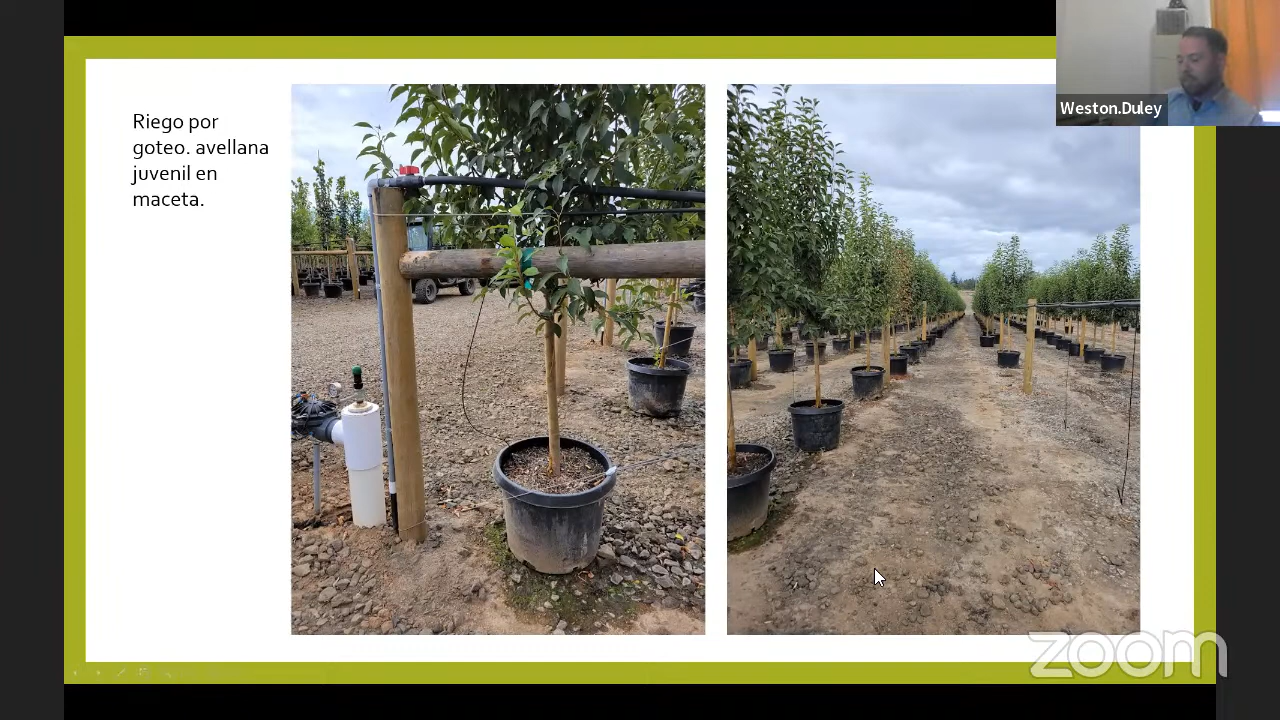 Riego por
goteo. avellana
juvenil en
maceta.
Weston.Duley
zoom